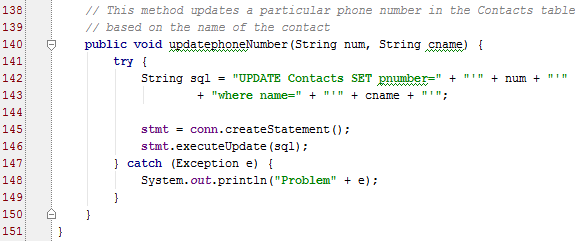 138 // This method updates a particular phone number in the Contacts table
139 // based on the name of the contact
140 public void updatephoneNumber(String num, String cname) {
141 try {
142 String sql = "UPDATE Contacts SET pnumber=" + "'" + num + "'"
143 + "where name=" + "'" + cname + "'";
144
145 stmt = conn.createStatement();
146 stmt.executeUpdate(sql);
147 } catch (Exception e) {
148 System.out.println("Problem" + e);
149 }
150 }
151 }